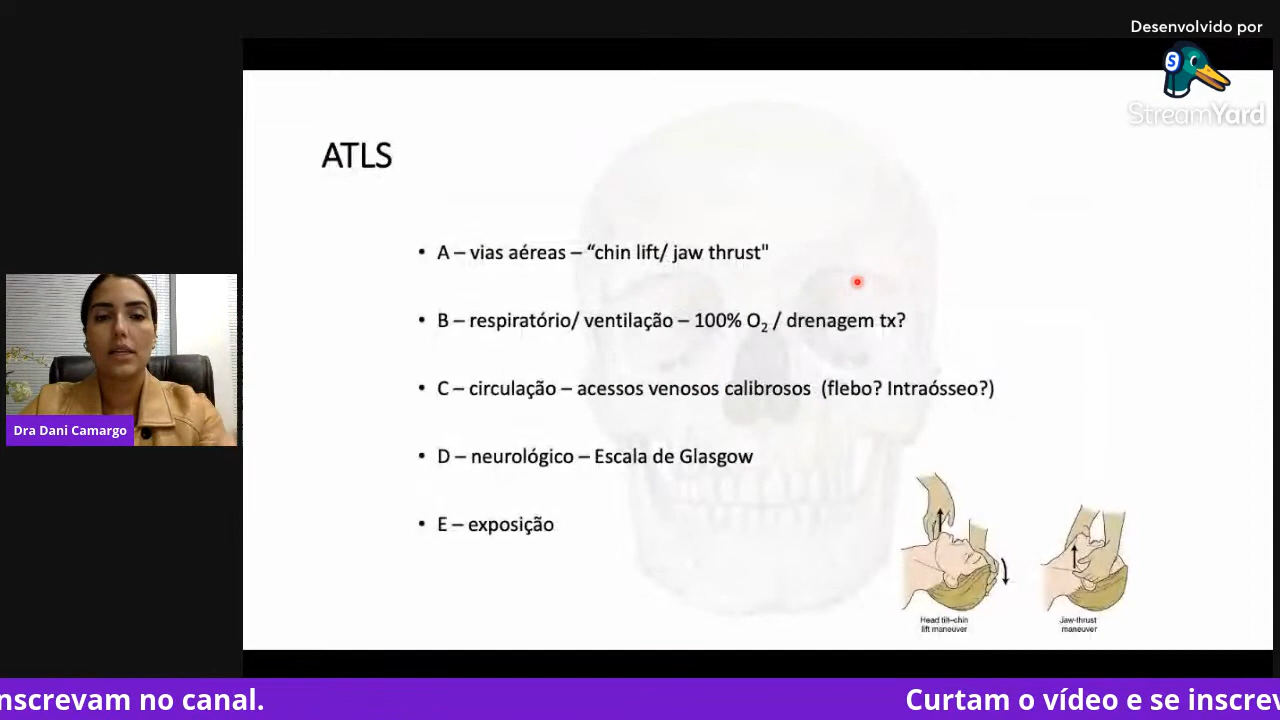 Desenvolvido por
StreamYard
ATLS
• A – vias aéreas – “chin lift/ jaw thrust"
• B – respiratório/ ventilação – 100% O₂ / drenagem tx?
• C – circulação – acessos venosos calibrosos (flebo? Intraósseo?)
• D – neurológico – Escala de Glasgow
• E – exposição
Head tilt–chin
lift maneuver
Jaw-thrust
maneuver
Dra Dani Camargo
nscrevam no canal.
Curtam o vídeo e se inscrev